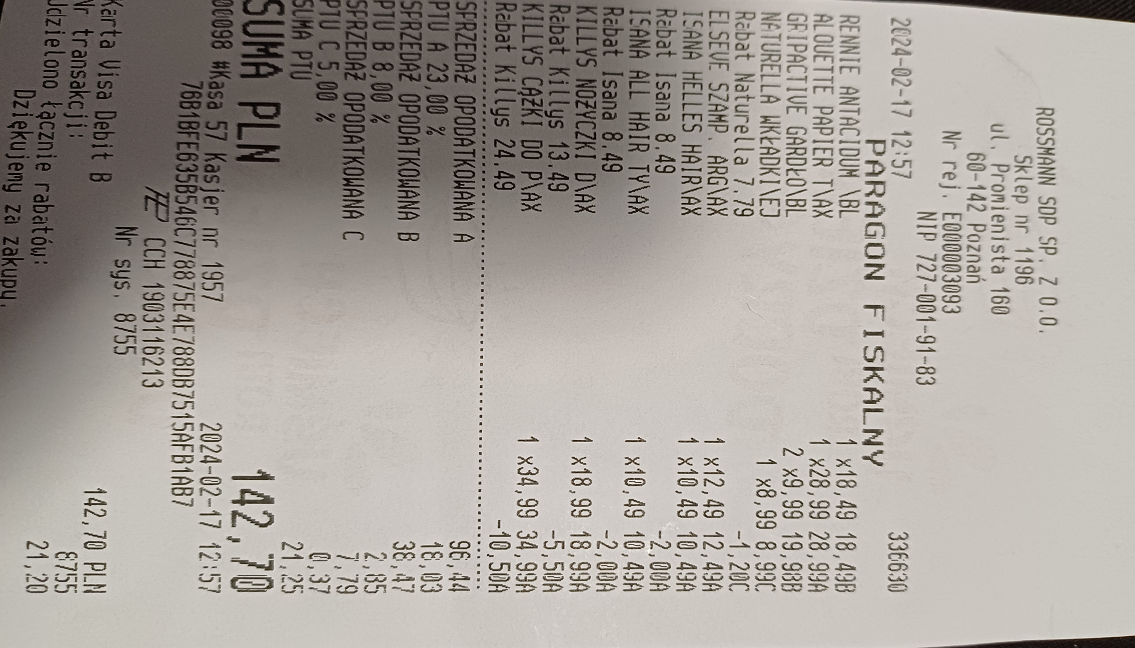 ROSSMANN SDP SP. Z O.O.
Sklep nr 1196
ul. Promienista 160
60-142 Poznań
Nr rej. E000003093
NIP 727-001-91-83
2024-02-17 12:57 336630
PARAGON FISKALNY
RENNIE ANTACIDUM \BL 1 x18,49 18,49B
ALOUETTE PAPIER T\AX 1 x28,99 28,99A
GRIPACTIVE GARDŁO\BL 2 x9,99 19,98B
NATURELLA WKŁADKI\EJ 1 x8,99 8,99C
Rabat Naturella 7.79 -1,20C
ELSEVE SZAMP. ARG\AX 1 x12,49 12,49A
ISANA HELLES HAIR\AX 1 x10,49 10,49A
Rabat Isana 8.49 -2,00A
ISANA ALL HAIR TY\AX 1 x10,49 10,49A
Rabat Isana 8.49 -2,00A
KILLYS NOŻYCZKI D\AX 1 x18,99 18,99A
Rabat Killys 13.49 -5,50A
KILLYS CĄŻKI DO P\AX 1 x34,99 34,99A
Rabat Killys 24.49 -10,50A
SPRZEDAŻ OPODATKOWANA A 96,44
PTU A 23,00 % 18,03
SPRZEDAŻ OPODATKOWANA B 38,47
PTU B 8,00 % 2,85
SPRZEDAŻ OPODATKOWANA C 7,79
PTU C 5,00 % 0,37
SUMA PTU 21,25
SUMA PLN 142,70
00098 #Kasa 57 Kasjer nr 1957 2024-02-17 12:57
76B1BFE635B546C778875E4E788DB7515AFB1AB7
CCH 1903116213
Nr sys. 8755
Karta Visa Debit B 142,70 PLN
Nr transakcji: 8755
Udzielono łącznie rabatów: 21,20
Dziękujemy za zakupy.